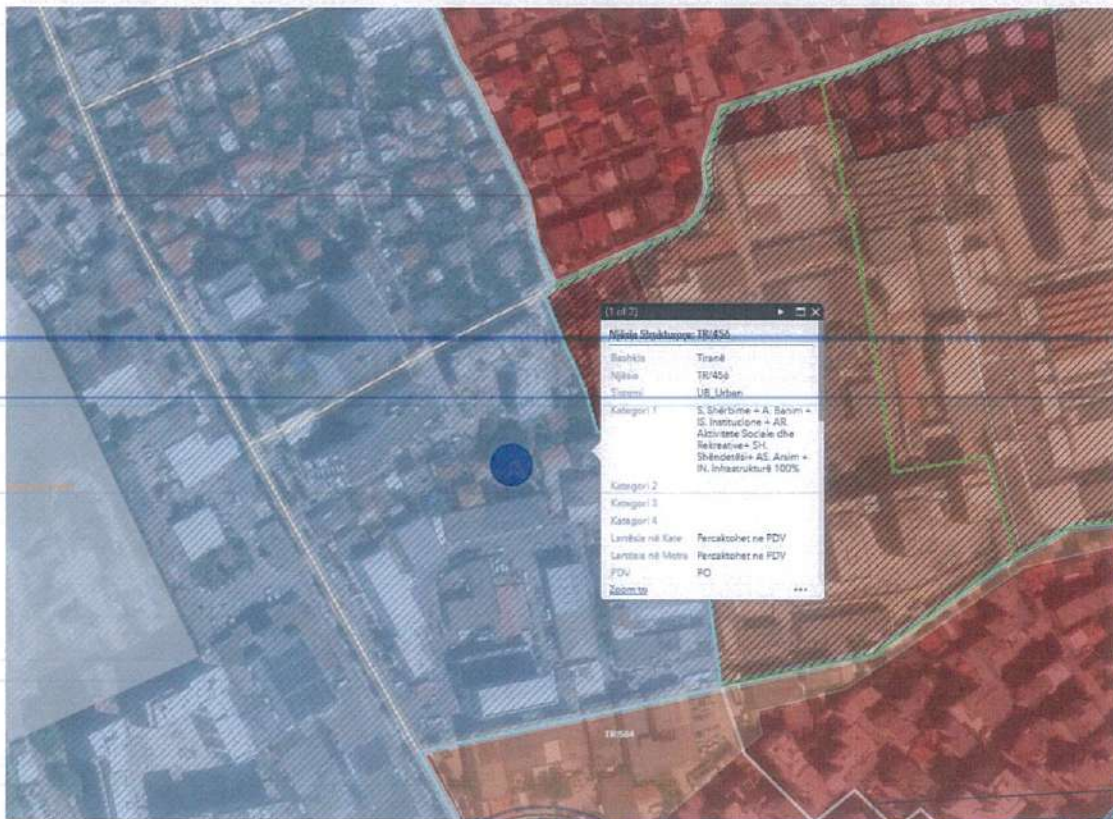 (1 of 2)
Njësia Strukturore: TR/456
Bashkia Tiranë
Njësia TR/456
Sistemi UB_Urban
Kategori 1 S. Shërbime + A. Banim +
IS. Institucione + AR.
Aktivitete Sociale dhe
Rekreative+ SH.
Shëndetësi+ AS. Arsim +
IN. Infrastrukturë 100%
Kategori 2
Kategori 3
Kategori 4
Lartësia në Kate Percaktohet ne PDV
Lartësia në Metra Percaktohet ne PDV
PDV PO
Zoom to
TR/564